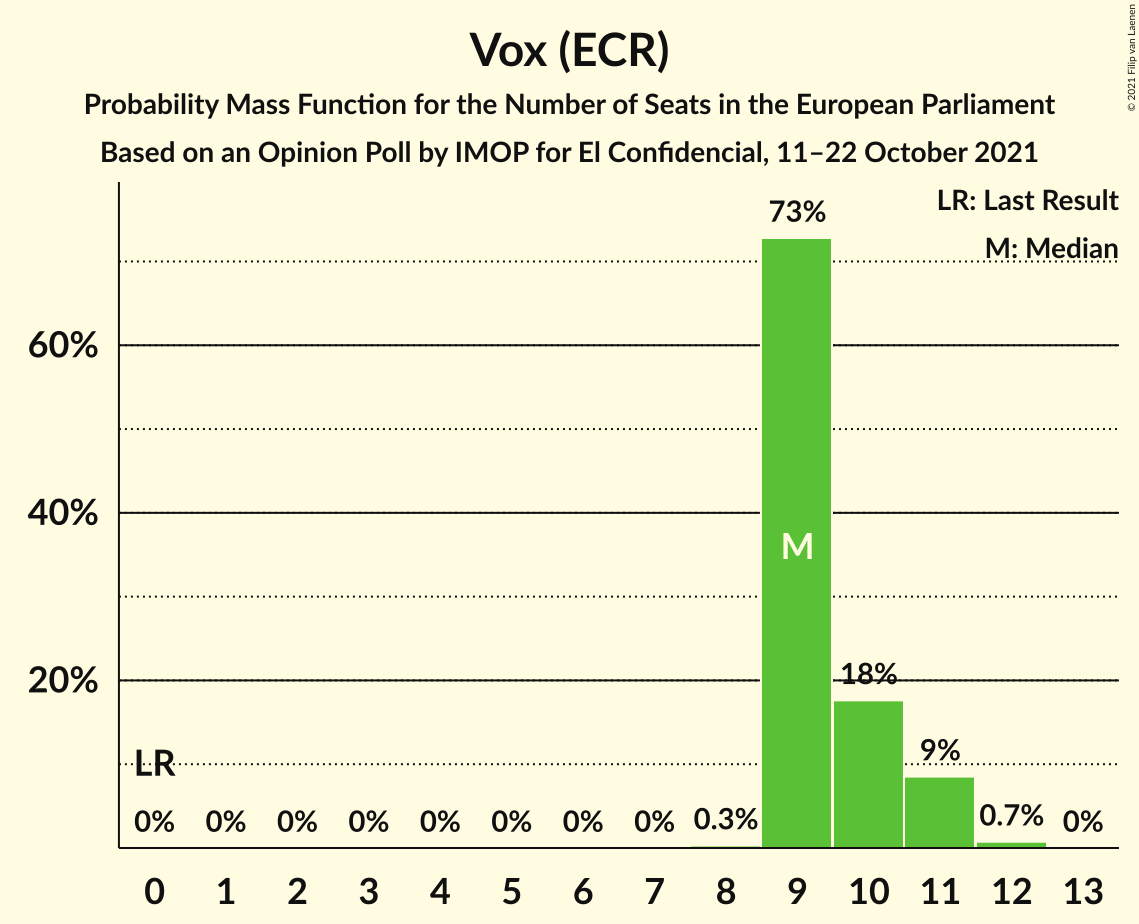 Vox (ECR)
Probability Mass Function for the Number of Seats in the European Parliament
Based on an Opinion Poll by IMOP for El Confidencial, 11–22 October 2021
© 2021 Filip van Laenen
LR: Last Result
M: Median
73%
60%
40%
M
20%
18%
LR
9%
0% 0% 0% 0% 0% 0% 0% 0% 0.3% 0.7% 0%
0 1 2 3 4 5 6 7 8 9 10 11 12 13